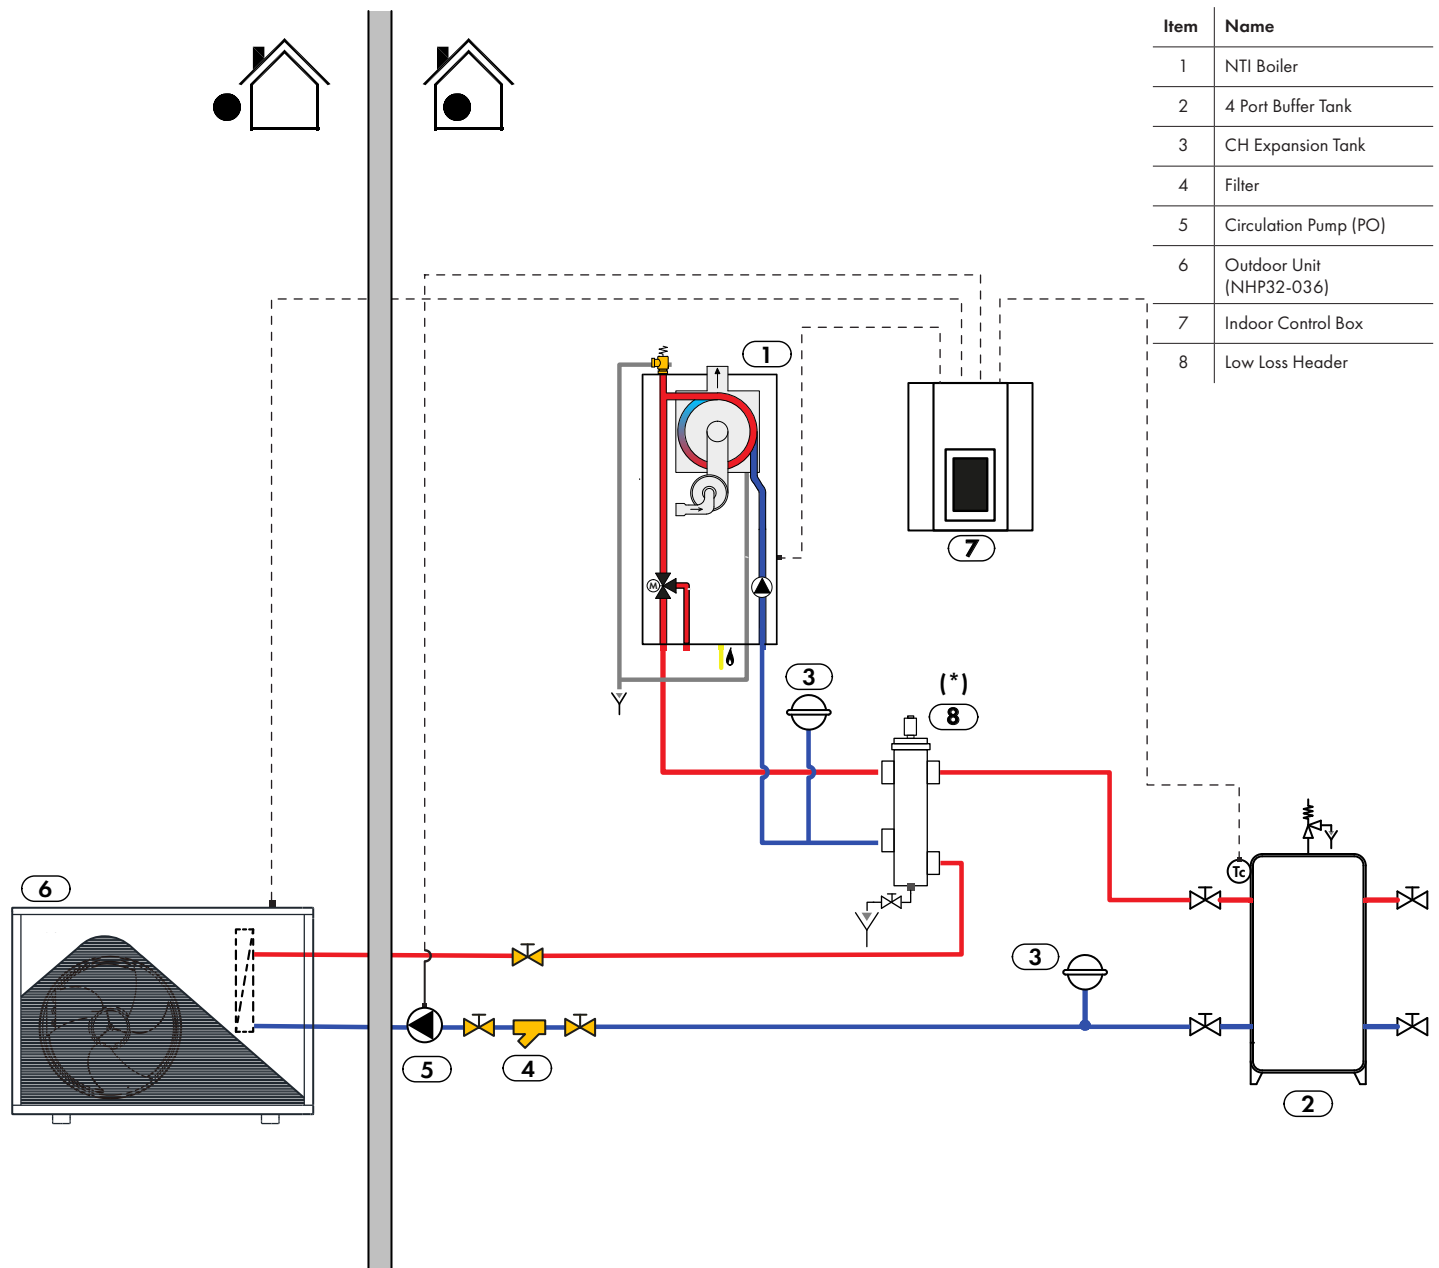 Item Name
1 NTI Boiler
2 4 Port Buffer Tank
3 CH Expansion Tank
4 Filter
5 Circulation Pump (PO)
6 Outdoor Unit
(NHP32-036)
7 Indoor Control Box
8 Low Loss Header
1
7
M
3
(*)
8
Tc
6
3
5
4
2